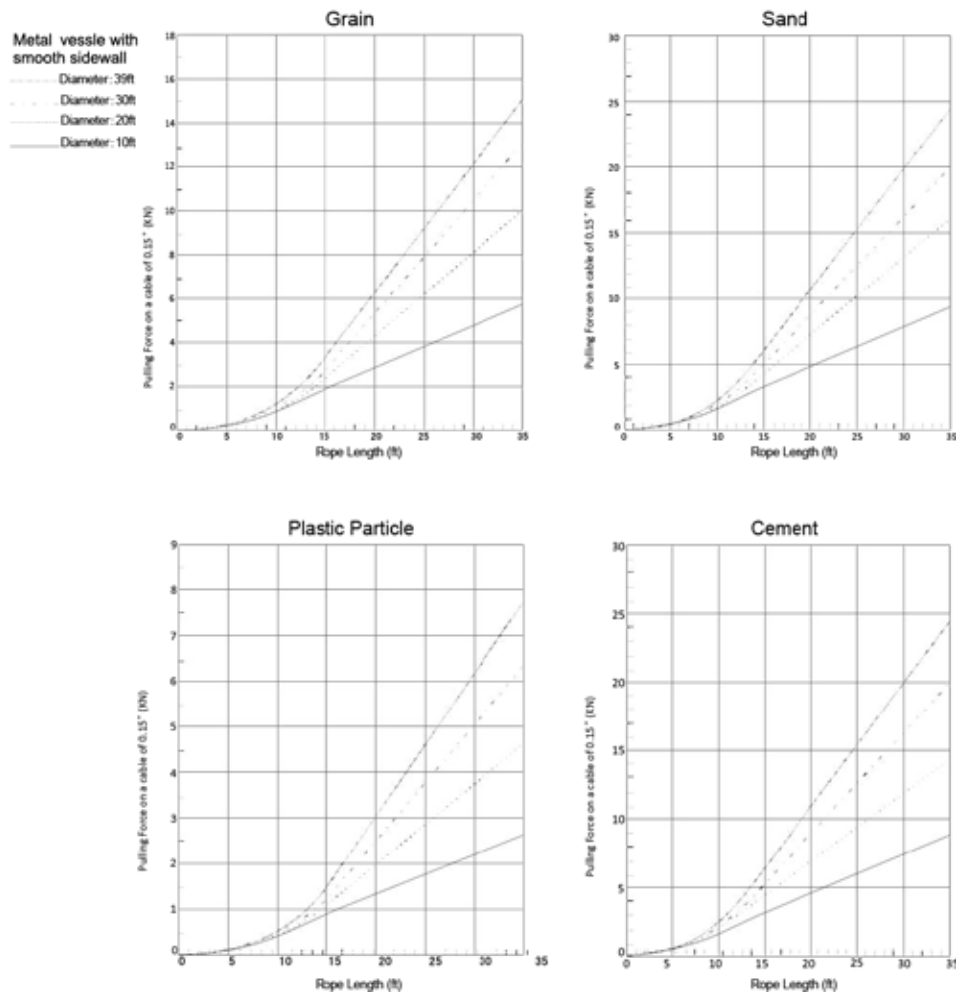 Grain
Sand
Metal vessle with
smooth sidewall
Diameter:39ft
Diameter:30ft
Diameter:20ft
Diameter:10ft
Pulling Force on a cable of 0.15" (KN)
18
16
14
12
10
8
6
4
2
0
0 5 10 15 20 25 30 35
Rope Length (ft)
Pulling Force on a cable of 0.15" (KN)
30
25
20
15
10
5
0
0 5 10 15 20 25 30 35
Rope Length (ft)
Plastic Particle
Cement
Pulling Force on a cable of 0.15" (KN)
9
8
7
6
5
4
3
2
1
0
0 5 10 15 20 25 30 35
Rope Length (ft)
Pulling Force on a cable of 0.15" (KN)
30
25
20
15
10
5
0
0 5 10 15 20 25 30 35
Rope Length (ft)